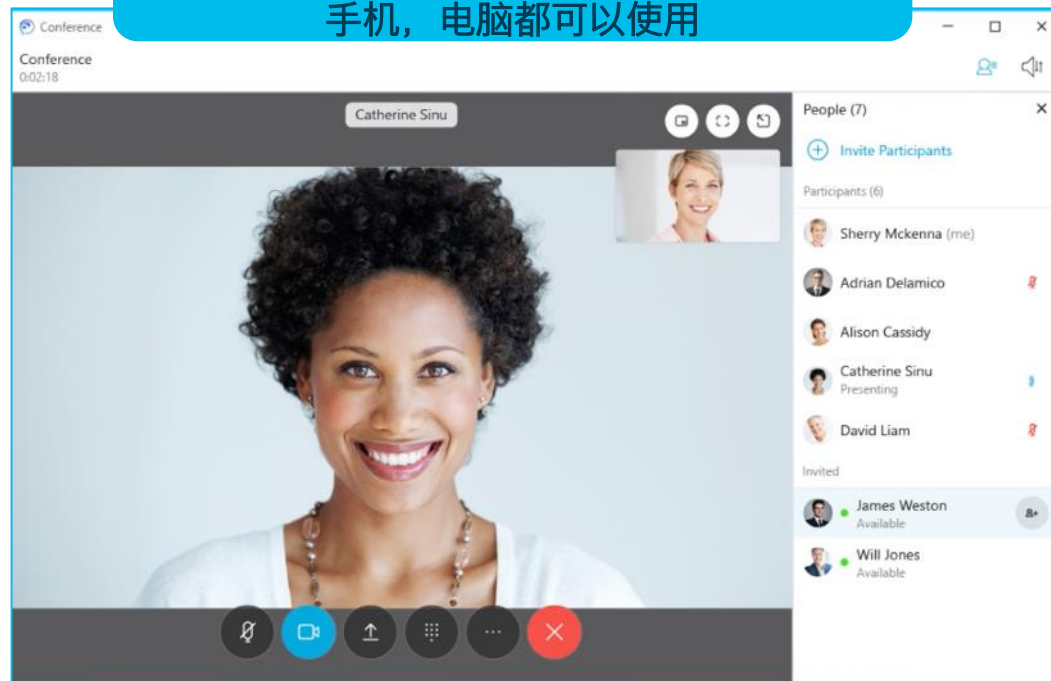 手机，电脑都可以使用
Conference
Conference
0:02:18
Catherine Sinu
People (7)
Invite Participants
Participants (6)
Sherry Mckenna (me)
Adrian Delamico
Alison Cassidy
Catherine Sinu
Presenting
David Liam
Invited
James Weston
Available
Will Jones
Available